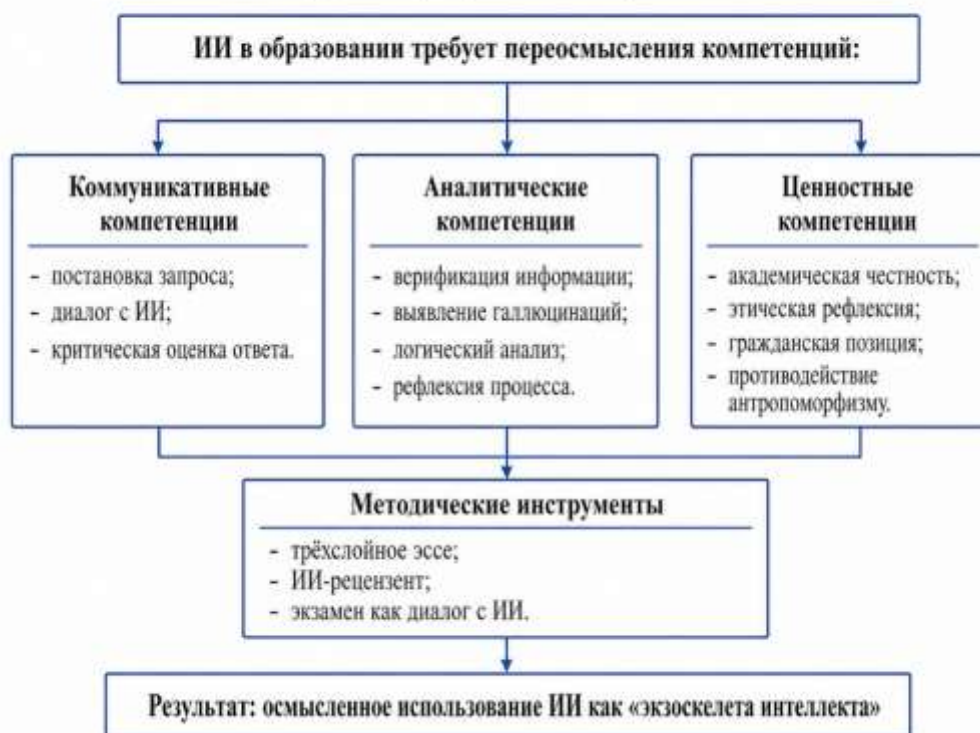 ИИ в образовании требует переосмысления компетенций:
Коммуникативные
компетенции
- постановка запроса;
- диалог с ИИ;
- критическая оценка ответа.
Аналитические
компетенции
- верификация информации;
- выявление галлюцинаций;
- логический анализ;
- рефлексия процесса.
Ценностные
компетенции
- академическая честность;
- этическая рефлексия;
- гражданская позиция;
- противодействие
антропоморфизму.
Методические инструменты
- трёхслойное эссе;
- ИИ-рецензент;
- экзамен как диалог с ИИ.
Результат: осмысленное использование ИИ как «экзоскелета интеллекта»